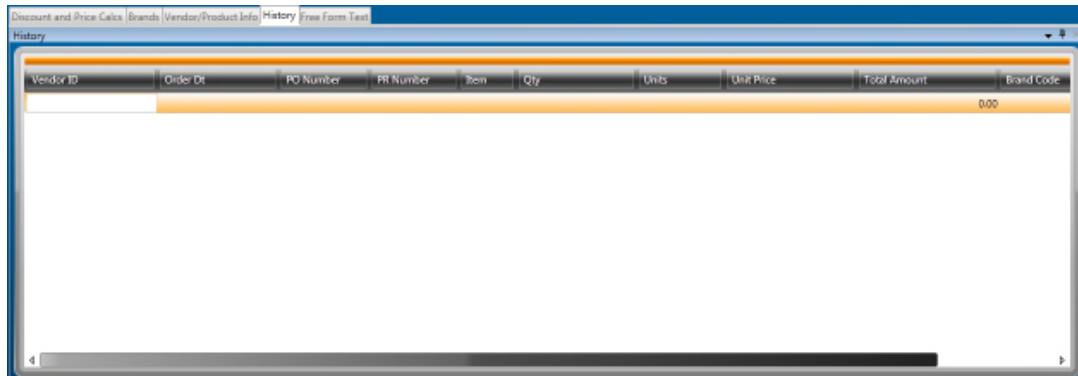 Discount and Price Calcs Brands Vendor/Product Info History Free Form Text
History
Vendor ID Order Dt PO Number PR Number Item Qty Units Unit Price Total Amount Brand Code
0.00